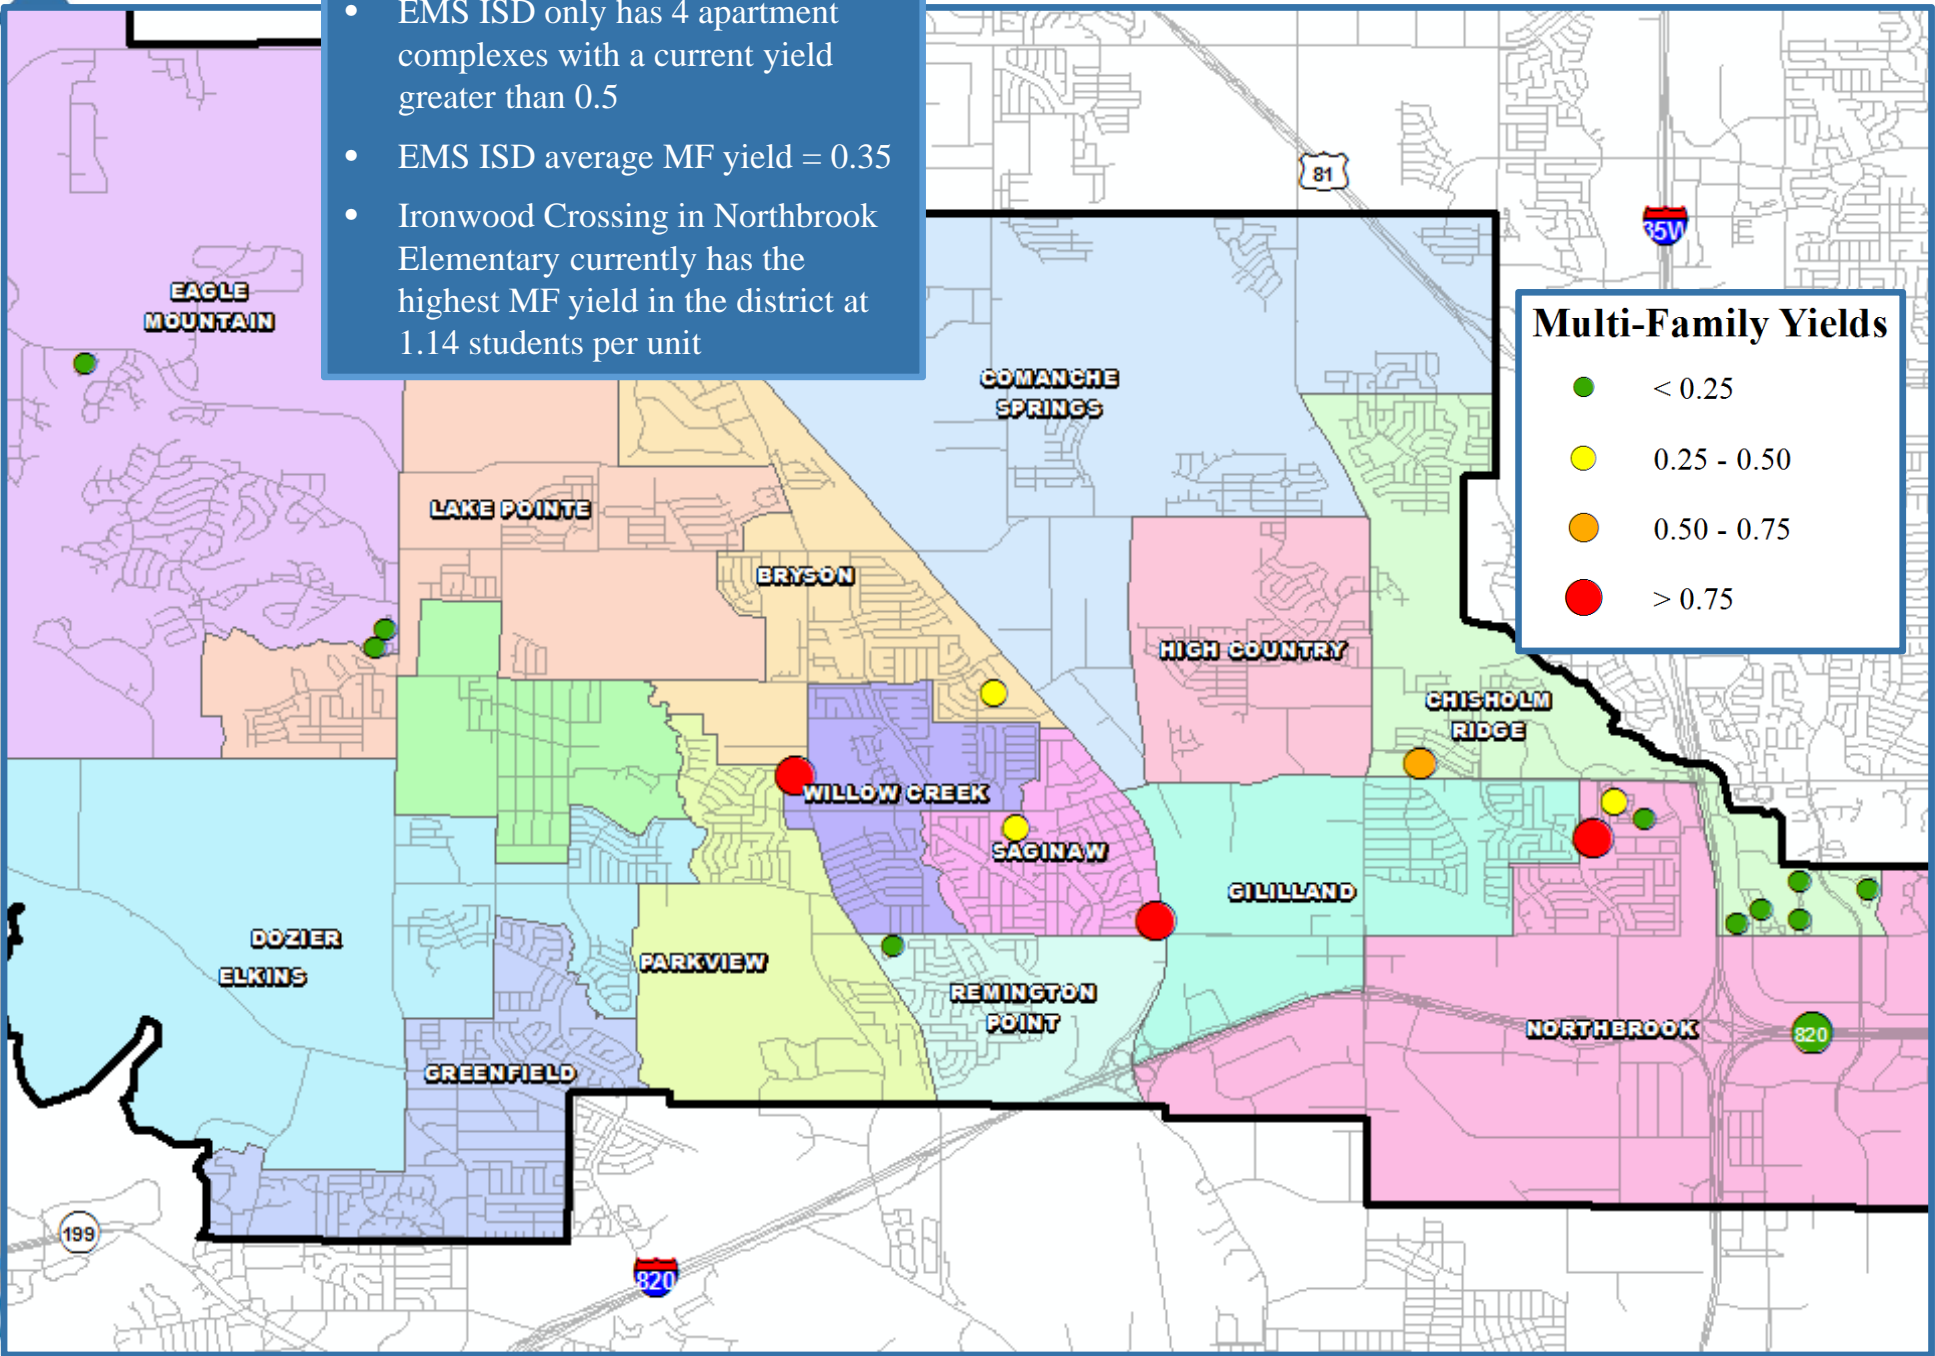 • EMS ISD only has 4 apartment
complexes with a current yield
greater than 0.5
• EMS ISD average MF yield = 0.35
• Ironwood Crossing in Northbrook
Elementary currently has the
highest MF yield in the district at
1.14 students per unit
81
35W
Multi-Family Yields
< 0.25
0.25 - 0.50
0.50 - 0.75
> 0.75
EAGLE
MOUNTAIN
COMANCHE
SPRINGS
LAKE POINTE
BRYSON
HIGH COUNTRY
CHISHOLM
RIDGE
WILLOW CREEK
SAGINAW
GILILLAND
DOZIER
ELKINS
PARKVIEW
REMINGTON
POINT
NORTHBROOK
820
GREENFIELD
199
820